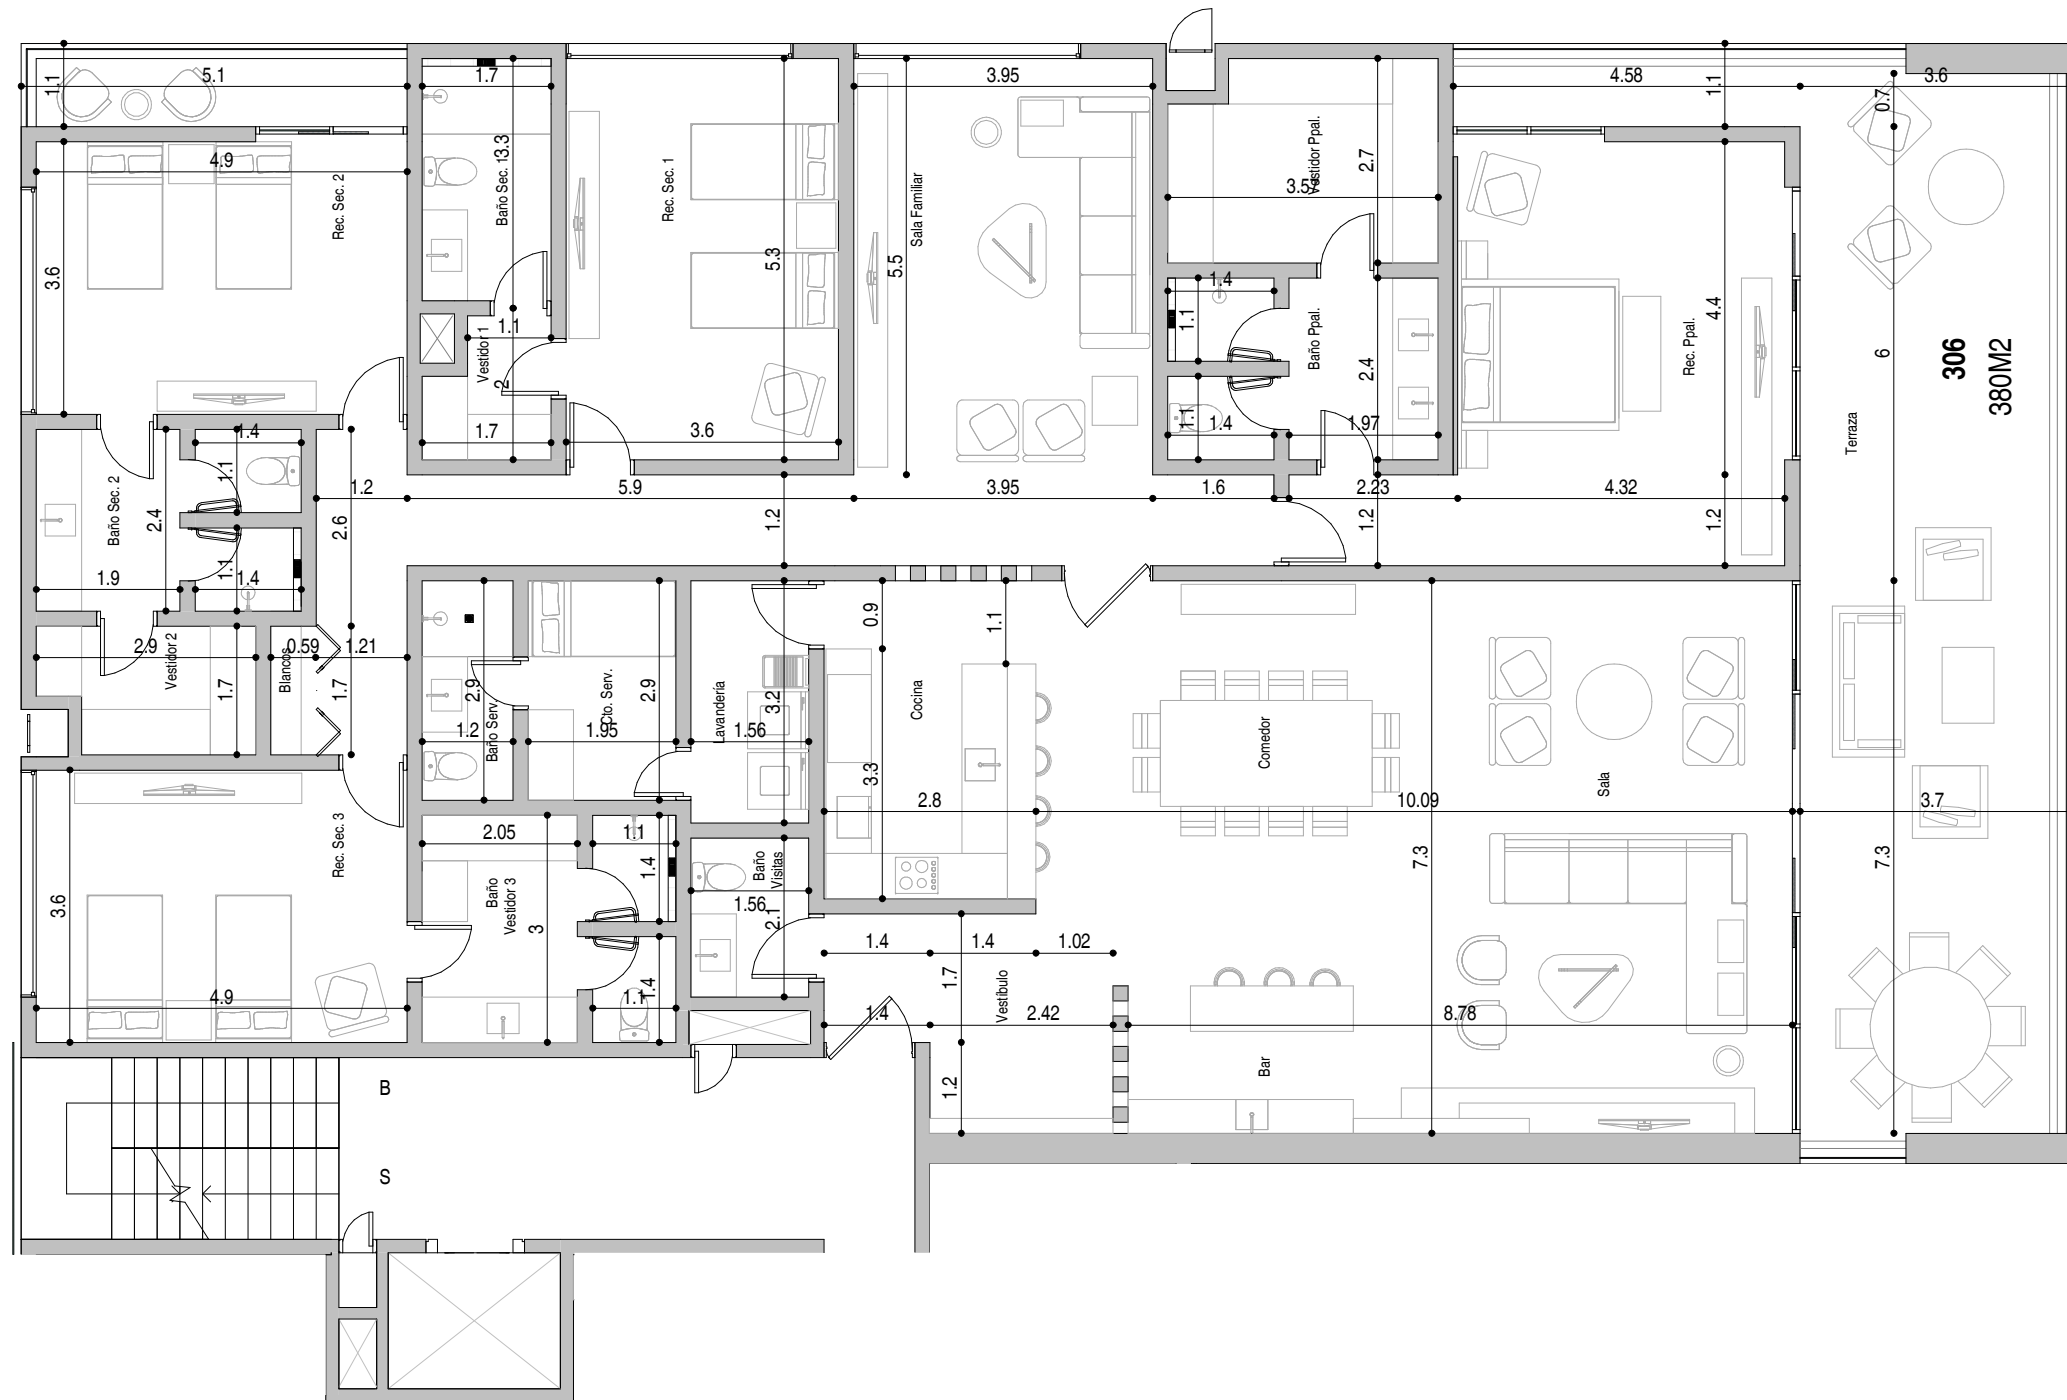 5.1
1.1
1.7
3.95
4.58
3.6
1.1
0.7
4.9
Rec. Sec. 2
3.6
3.3
Baño Sec. 1
Rec. Sec. 1
5.3
Sala Familiar
5.5
Vestidor Ppal.
2.7
3.57
4.4
Rec. Ppal.
6
306
380M2
Terraza
1.1
Vestidor 1
2
1.7
3.6
1.4
1.1
Baño Ppal.
2.4
1.1
1.4
1.97
1.4
1.1
Baño Sec. 2
2.4
1.9
1.1
1.4
1.2
2.6
5.9
3.95
1.6
2.23
4.32
1.2
1.2
1.2
2.9
Vestidor 2
1.7
Blancos
0.59
1.21
1.7
2.9
1.2
Baño Serv.
Cto. Serv.
2.9
1.95
Lavandería
3.2
1.56
0.9
1.1
Cocina
3.3
2.8
Comedor
10.09
Sala
3.7
7.3
7.3
Rec. Sec. 3
3.6
4.9
2.05
Baño
Vestidor 3
3
1.1
1.4
1.1
1.4
Baño
Visitas
1.56
2.1
1.4
1.4
1.02
1.7
Vestíbulo
1.4
2.42
8.78
1.2
Bar
B
S